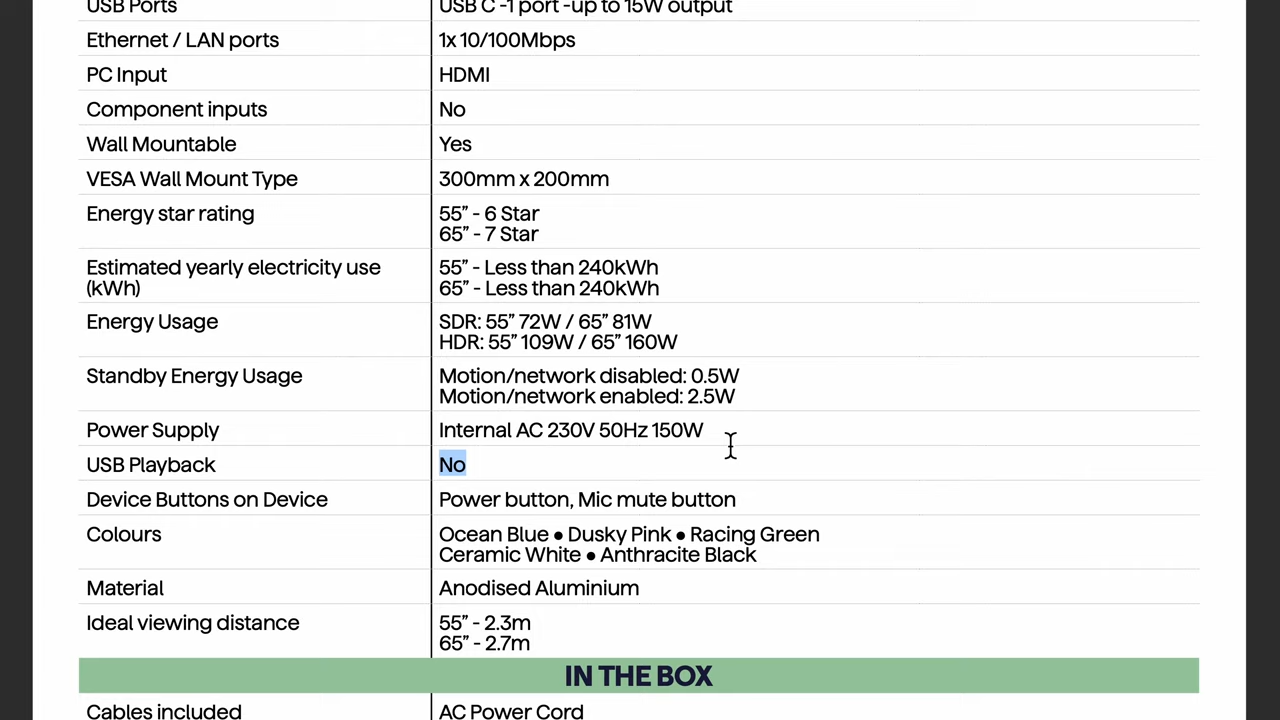 USB Ports USB C -1 port -up to 15W output
Ethernet / LAN ports 1x 10/100Mbps
PC Input HDMI
Component inputs No
Wall Mountable Yes
VESA Wall Mount Type 300mm x 200mm
Energy star rating 55” - 6 Star
65” - 7 Star
Estimated yearly electricity use 55” - Less than 240kWh
(kWh) 65” - Less than 240kWh
Energy Usage SDR: 55” 72W / 65” 81W
HDR: 55” 109W / 65” 160W
Standby Energy Usage Motion/network disabled: 0.5W
Motion/network enabled: 2.5W
Power Supply Internal AC 230V 50Hz 150W
USB Playback No
Device Buttons on Device Power button, Mic mute button
Colours Ocean Blue • Dusky Pink • Racing Green
Ceramic White • Anthracite Black
Material Anodised Aluminium
Ideal viewing distance 55” - 2.3m
65” - 2.7m
IN THE BOX
Cables included AC Power Cord